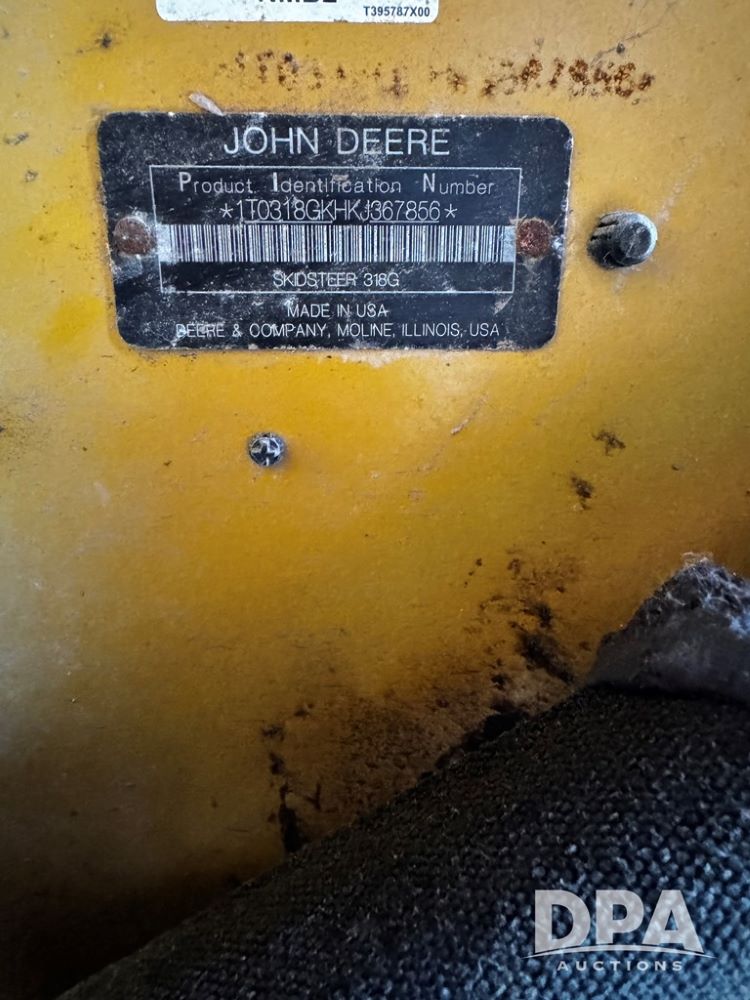 T395787X00
JOHN DEERE
Product Identification Number
*1T0318GKHKJ367856*
SKIDSTEER 318G
MADE IN USA
DEERE & COMPANY, MOLINE, ILLINOIS, USA
DPA
AUCTIONS